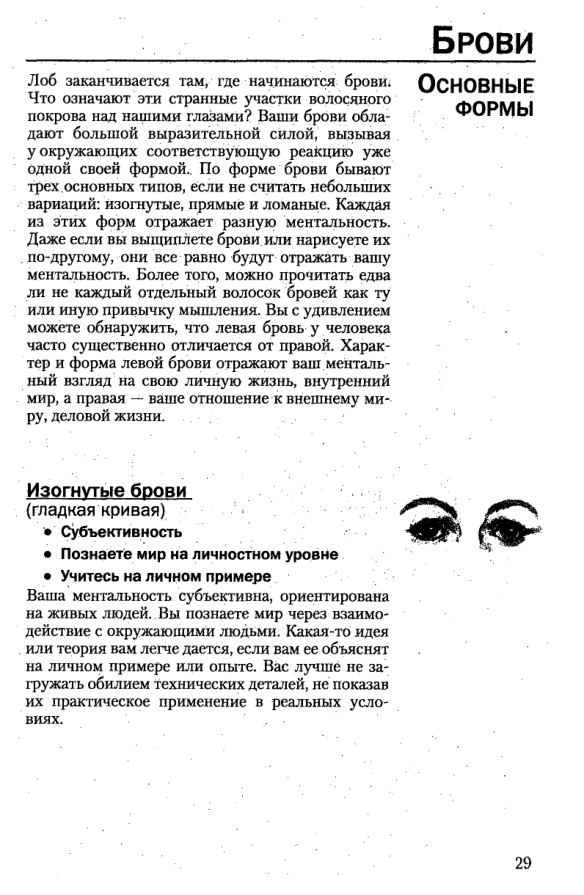 Брови
Основные
формы
Лоб заканчивается там, где начинаются брови.
Что означают эти странные участки волосяного
покрова над нашими глазами? Ваши брови обла-
дают большой выразительной силой, вызывая
у окружающих соответствующую реакцию уже
одной своей формой. По форме брови бывают
трех основных типов, если не считать небольших
вариаций: изогнутые, прямые и ломаные. Каждая
из этих форм отражает разную ментальность.
Даже если вы выщиплете брови или нарисуете их
по-другому, они все равно будут отражать вашу
ментальность. Более того, можно прочитать едва
ли не каждый отдельный волосок бровей как ту
или иную привычку мышления. Вы с удивлением
можете обнаружить, что левая бровь у человека
часто существенно отличается от правой. Харак-
тер и форма левой брови отражают ваш менталь-
ный взгляд на свою личную жизнь, внутренний
мир, а правая — ваше отношение к внешнему ми-
ру, деловой жизни.
Изогнутые брови
(гладкая кривая)
• Субъективность
• Познаете мир на личностном уровне
• Учитесь на личном примере
Ваша ментальность субъективна, ориентирована
на живых людей. Вы познаете мир через взаимо-
действие с окружающими людьми. Какая-то идея
или теория вам легче дается, если вам ее объяснят
на личном примере или опыте. Вас лучше не за-
гружать обилием технических деталей, не показав
их практическое применение в реальных усло-
виях.
29